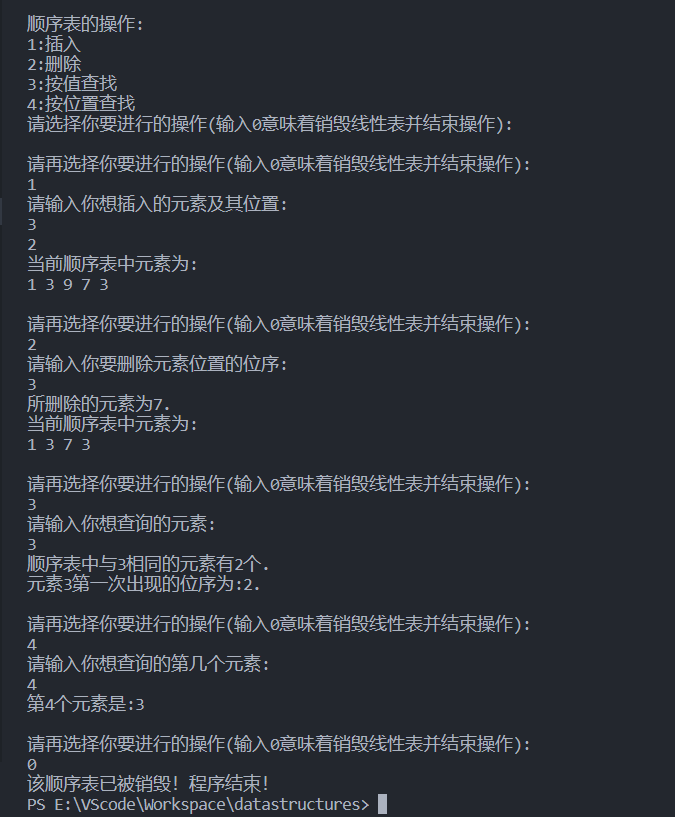 顺序表的操作:
1:插入
2:删除
3:按值查找
4:按位置查找
请选择你要进行的操作(输入0意味着销毁线性表并结束操作):
请再选择你要进行的操作(输入0意味着销毁线性表并结束操作):
1
请输入你想插入的元素及其位置:
3
2
当前顺序表中元素为:
1 3 9 7 3
请再选择你要进行的操作(输入0意味着销毁线性表并结束操作):
2
请输入你要删除元素位置的位序:
3
所删除的元素为7.
当前顺序表中元素为:
1 3 7 3
请再选择你要进行的操作(输入0意味着销毁线性表并结束操作):
3
请输入你想查询的元素:
3
顺序表中与3相同的元素有2个.
元素3第一次出现的位序为:2.
请再选择你要进行的操作(输入0意味着销毁线性表并结束操作):
4
请输入你想查询的第几个元素:
4
第4个元素是:3
请再选择你要进行的操作(输入0意味着销毁线性表并结束操作):
0
该顺序表已被销毁! 程序结束!
PS E:\VScode\Workspace\datastructures>